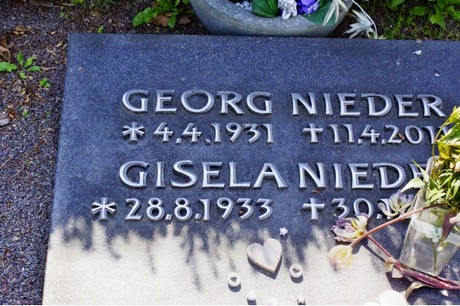 GEORG NIEDER
* 4.4.1931 † 11.4.201
GISELA NIEDE
* 28.8.1933 † 30.